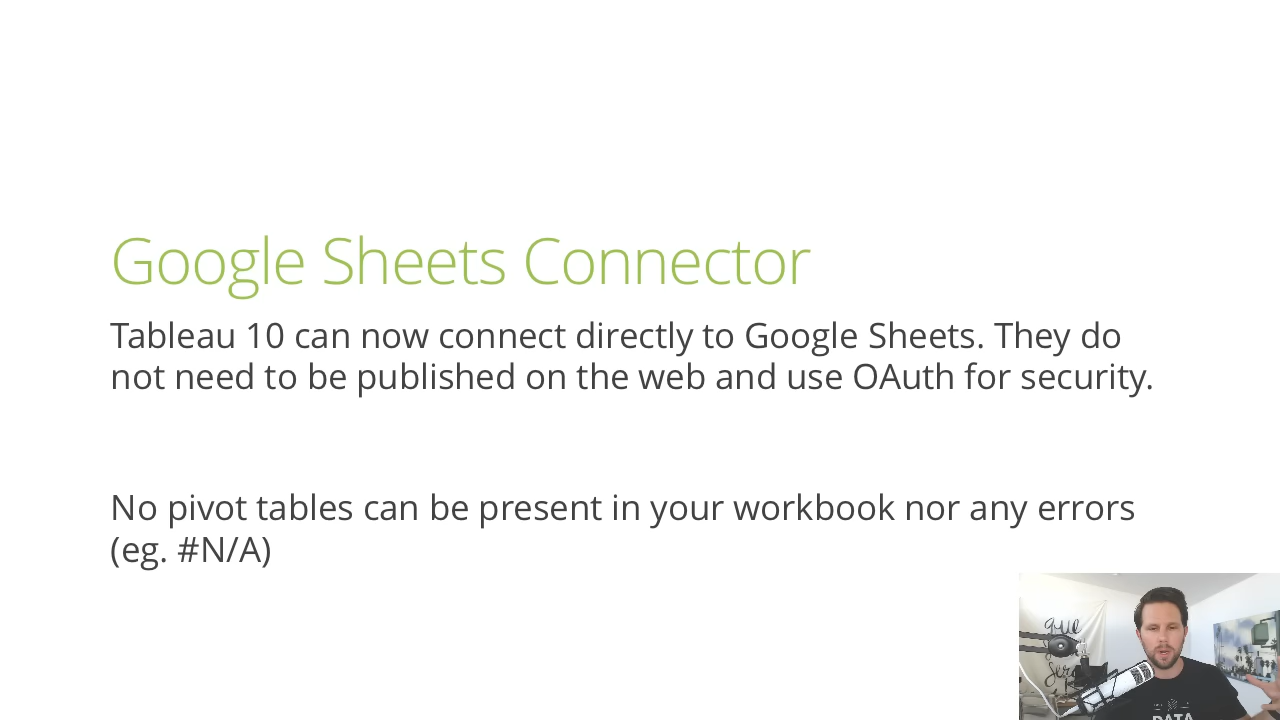 Google Sheets Connector
Tableau 10 can now connect directly to Google Sheets. They do
not need to be published on the web and use OAuth for security.
No pivot tables can be present in your workbook nor any errors
(eg. #N/A)
que
DATA